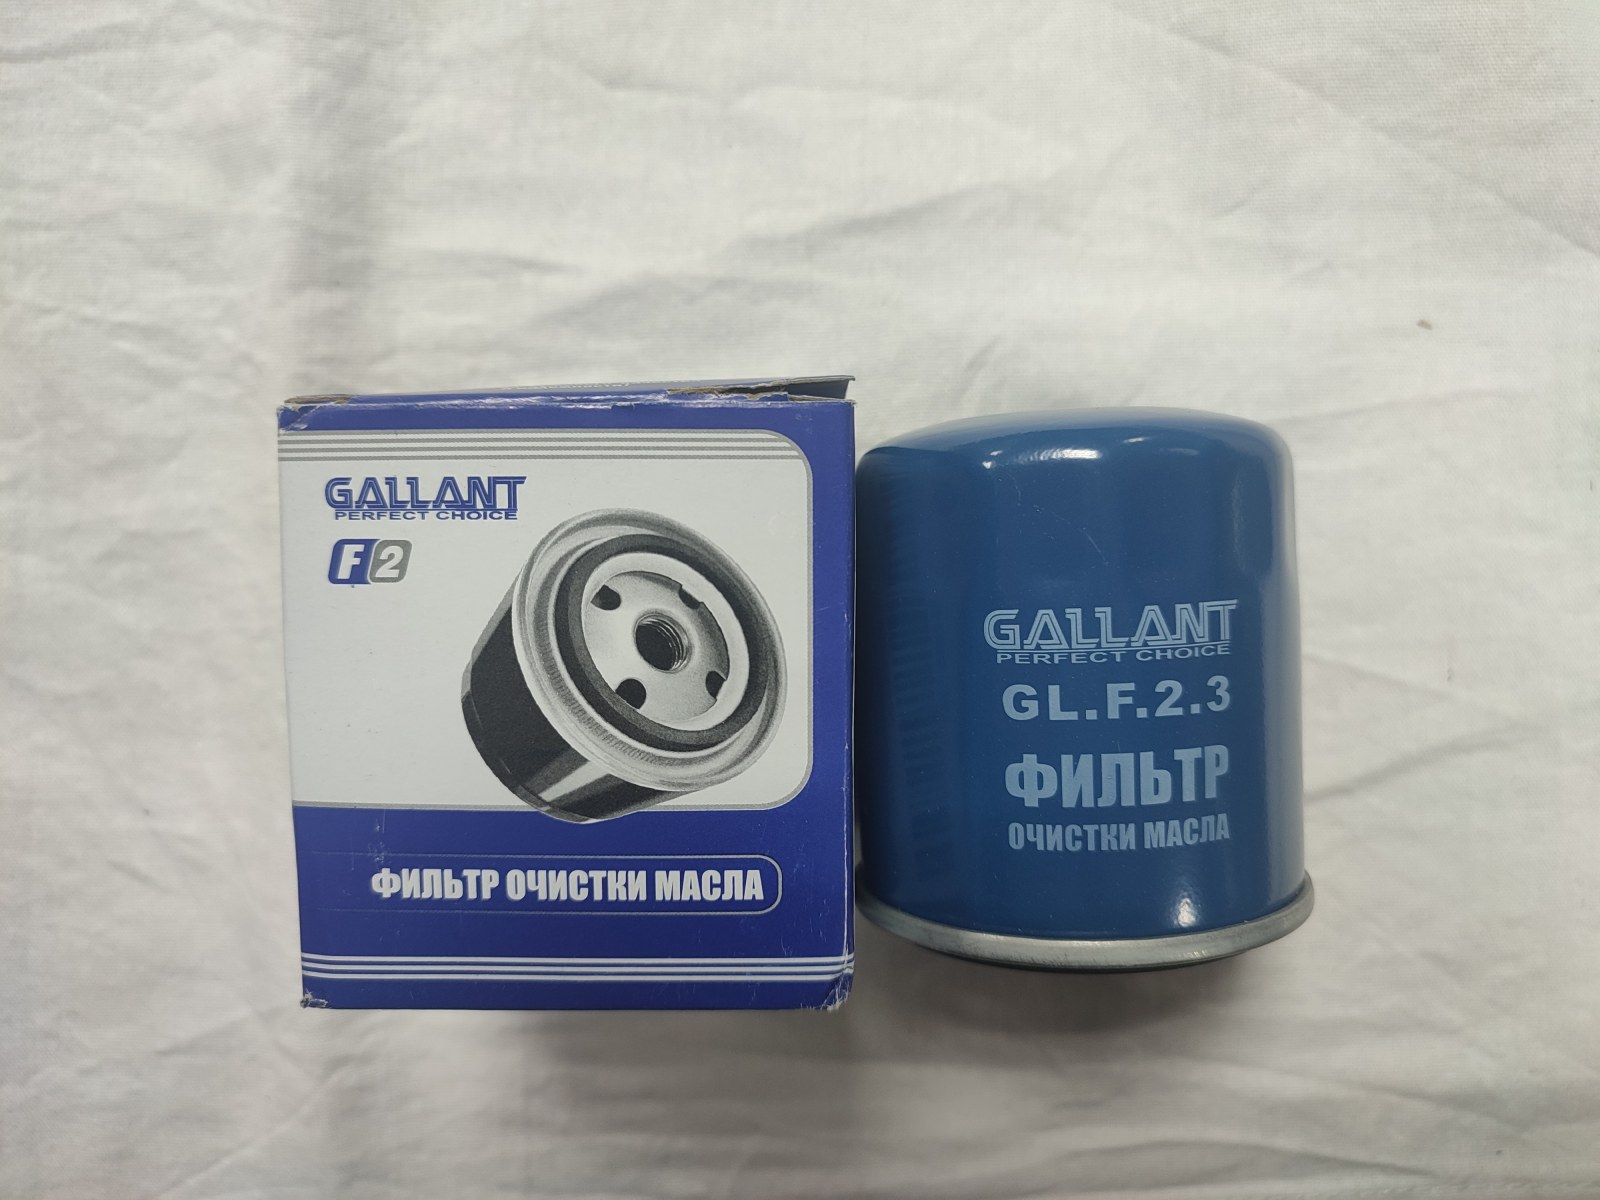 GALLANT
PERFECT CHOICE
F2
ФИЛЬТР ОЧИСТКИ МАСЛА
GALLANT
PERFECT CHOICE
GL.F.2.3
ФИЛЬТР
ОЧИСТКИ МАСЛА